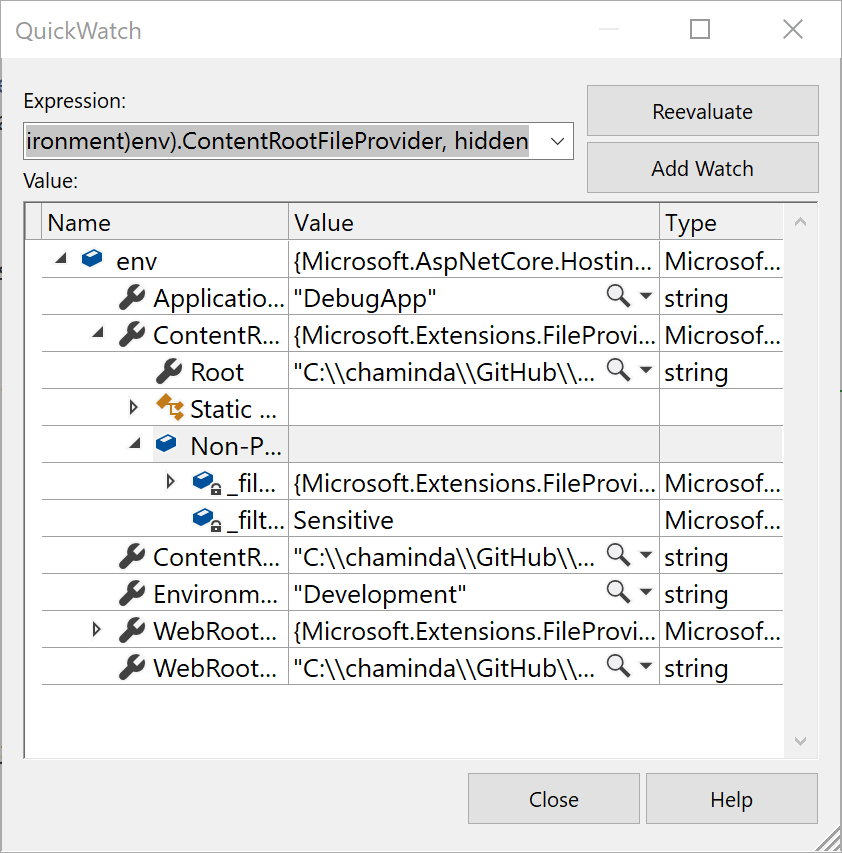 QuickWatch
Expression:
ironment)env).ContentRootFileProvider, hidden
Reevaluate
Add Watch
Value:
Name Value Type
env {Microsoft.AspNetCore.Hostin... Microsof...
Applicatio... "DebugApp" string
ContentR... {Microsoft.Extensions.FileProvi... Microsof...
Root "C:\\chaminda\\GitHub\\... string
Static ...
Non-P...
_fil... {Microsoft.Extensions.FileProvi... Microsof...
_filt... Sensitive Microsof...
ContentR... "C:\\chaminda\\GitHub\\... string
Environm... "Development" string
WebRoot... {Microsoft.Extensions.FileProvi... Microsof...
WebRoot... "C:\\chaminda\\GitHub\\... string
Close Help